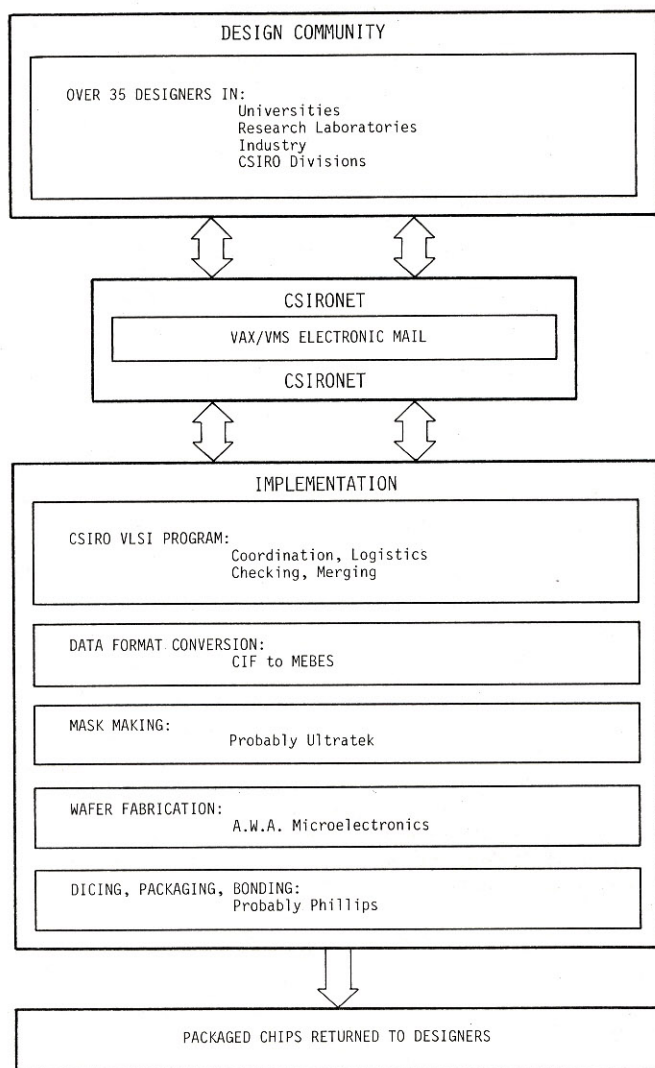 DESIGN COMMUNITY
OVER 35 DESIGNERS IN:
Universities
Research Laboratories
Industry
CSIRO Divisions
CSIRONET
VAX/VMS ELECTRONIC MAIL
CSIRONET
IMPLEMENTATION
CSIRO VLSI PROGRAM:
Coordination, Logistics
Checking, Merging
DATA FORMAT CONVERSION:
CIF to MEBES
MASK MAKING:
Probably Ultratek
WAFER FABRICATION:
A.W.A. Microelectronics
DICING, PACKAGING, BONDING:
Probably Phillips
PACKAGED CHIPS RETURNED TO DESIGNERS